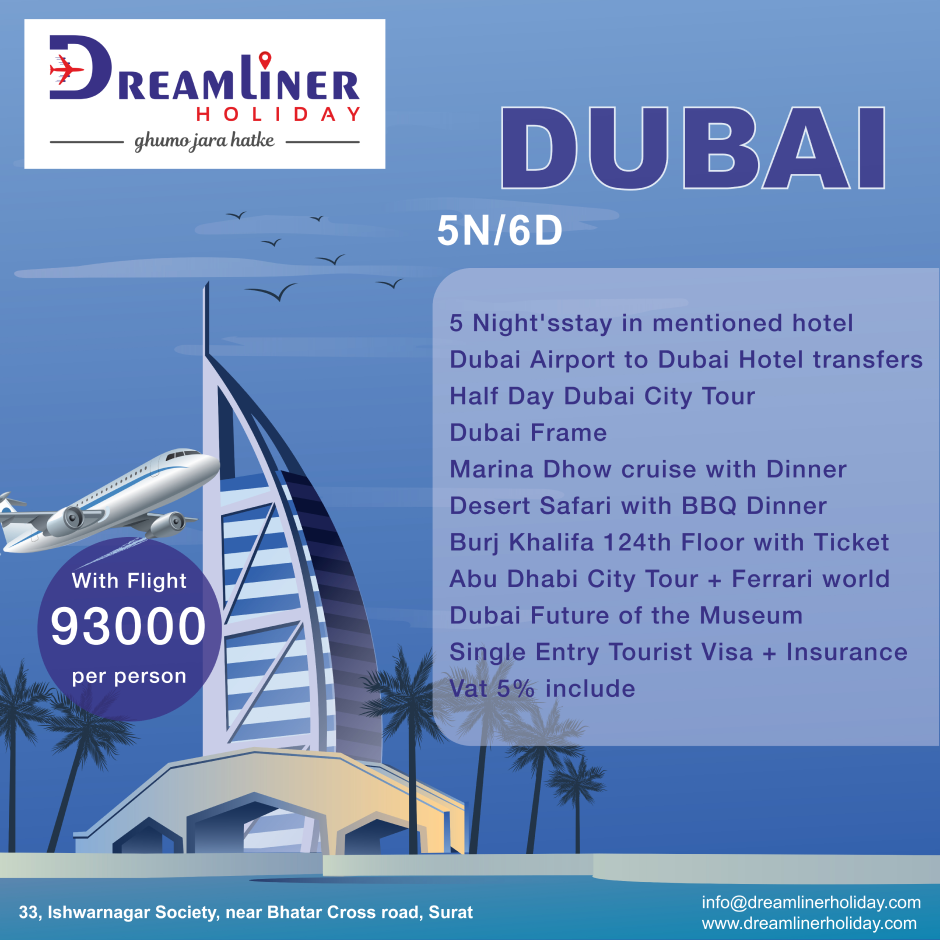 DREAMLINER
HOLIDAY
ghumo jara hatke
DUBAI
5N/6D
5 Night'sstay in mentioned hotel
Dubai Airport to Dubai Hotel transfers
Half Day Dubai City Tour
Dubai Frame
Marina Dhow cruise with Dinner
Desert Safari with BBQ Dinner
Burj Khalifa 124th Floor with Ticket
Abu Dhabi City Tour + Ferrari world
Dubai Future of the Museum
Single Entry Tourist Visa + Insurance
Vat 5% include
With Flight
93000
per person
33, Ishwarnagar Society, near Bhatar Cross road, Surat
info@dreamlinerholiday.com
www.dreamlinerholiday.com